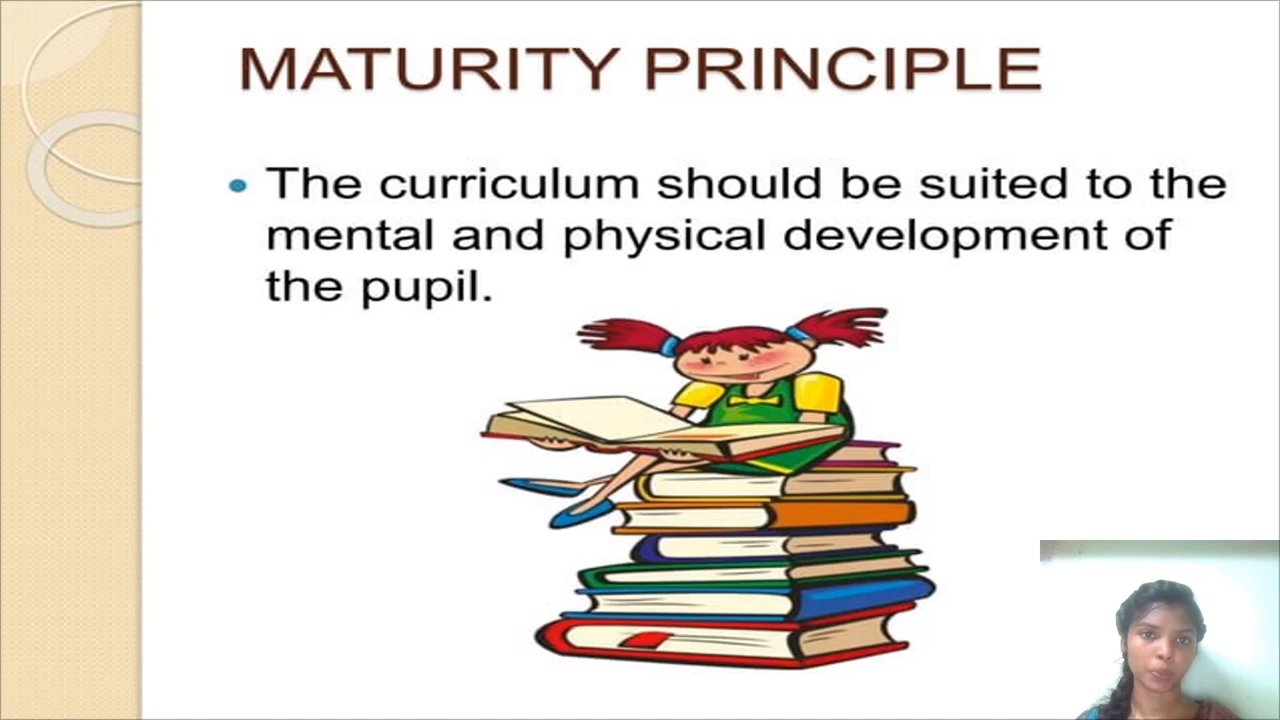 MATURITY PRINCIPLE
• The curriculum should be suited to the
mental and physical development of
the pupil.